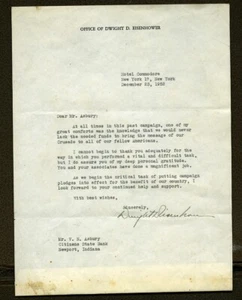 OFFICE OF DWIGHT D. EISENHOWER
Hotel Commodore
New York 17, New York
December 23, 1952
Dear Mr. Asbury:
At all times in this past campaign, one of my
great comforts was the knowledge that we would never
lack the needed funds to bring the message of our
Crusade to all of our fellow Americans.
I cannot begin to thank you adequately for the
way in which you performed a vital and difficult task,
but I do assure you of my deep personal gratitude.
You and your associates have done a magnificent job.
As we begin the critical task of putting campaign
pledges into effect for the benefit of our country, I
look forward to your continued help and support.
With best wishes,
Sincerely,
Dwight D. Eisenhower
Mr. Asbury
Citizens State Bank
Newport, Indiana